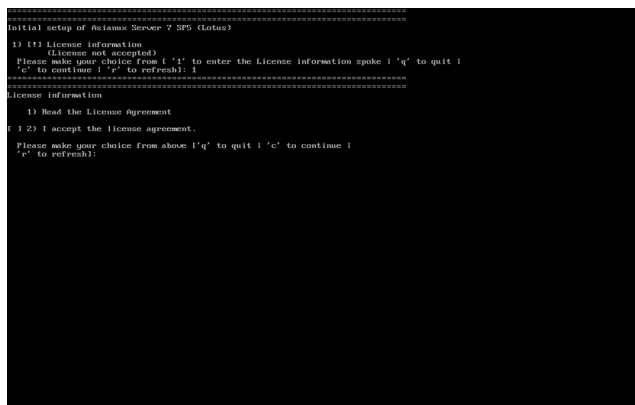 ================================================================================
================================================================================
Initial setup of Asianux Server 7 SP5 (Lotus)
1) [!] License information
(License not accepted)
Please make your choice from [ '1' to enter the License information spoke | 'q' to quit |
'c' to continue | 'r' to refresh]: 1
================================================================================
================================================================================
License information
1) Read the License Agreement
[ ] 2) I accept the license agreement.
Please make your choice from above ['q' to quit | 'c' to continue |
'r' to refresh]: